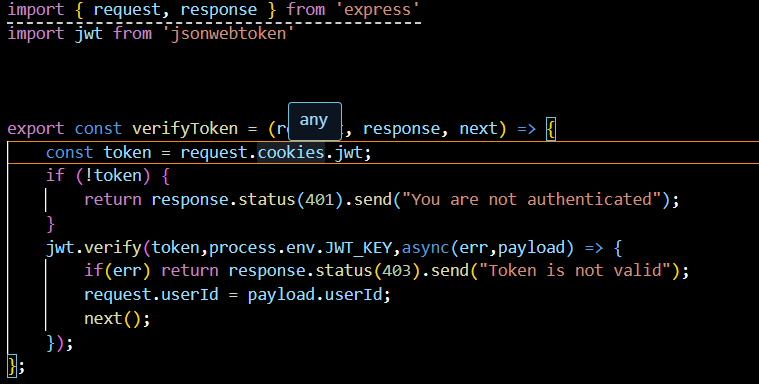 import { request, response } from 'express'
import jwt from 'jsonwebtoken'
any
export const verifyToken = (re t, response, next) => {
const token = request.cookies.jwt;
if (!token) {
return response.status(401).send("You are not authenticated");
}
jwt.verify(token,process.env.JWT_KEY,async(err,payload) => {
if(err) return response.status(403).send("Token is not valid");
request.userId = payload.userId;
next();
});
};